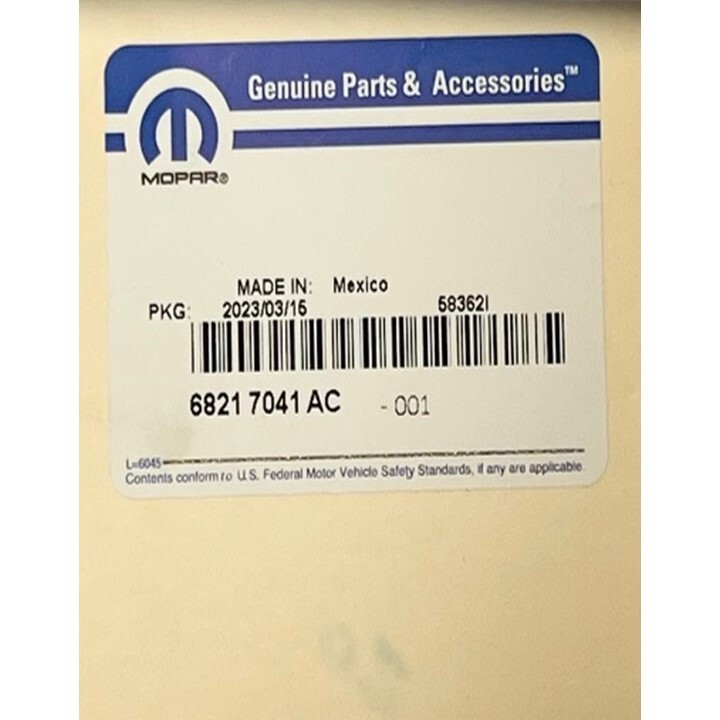 Genuine Parts & Accessories™
MOPAR®
MADE IN: Mexico
PKG: 2023/03/15 58362I
6821 7041 AC - 001
L=6045
Contents conform to U.S. Federal Motor Vehicle Safety Standards, if any are applicable.